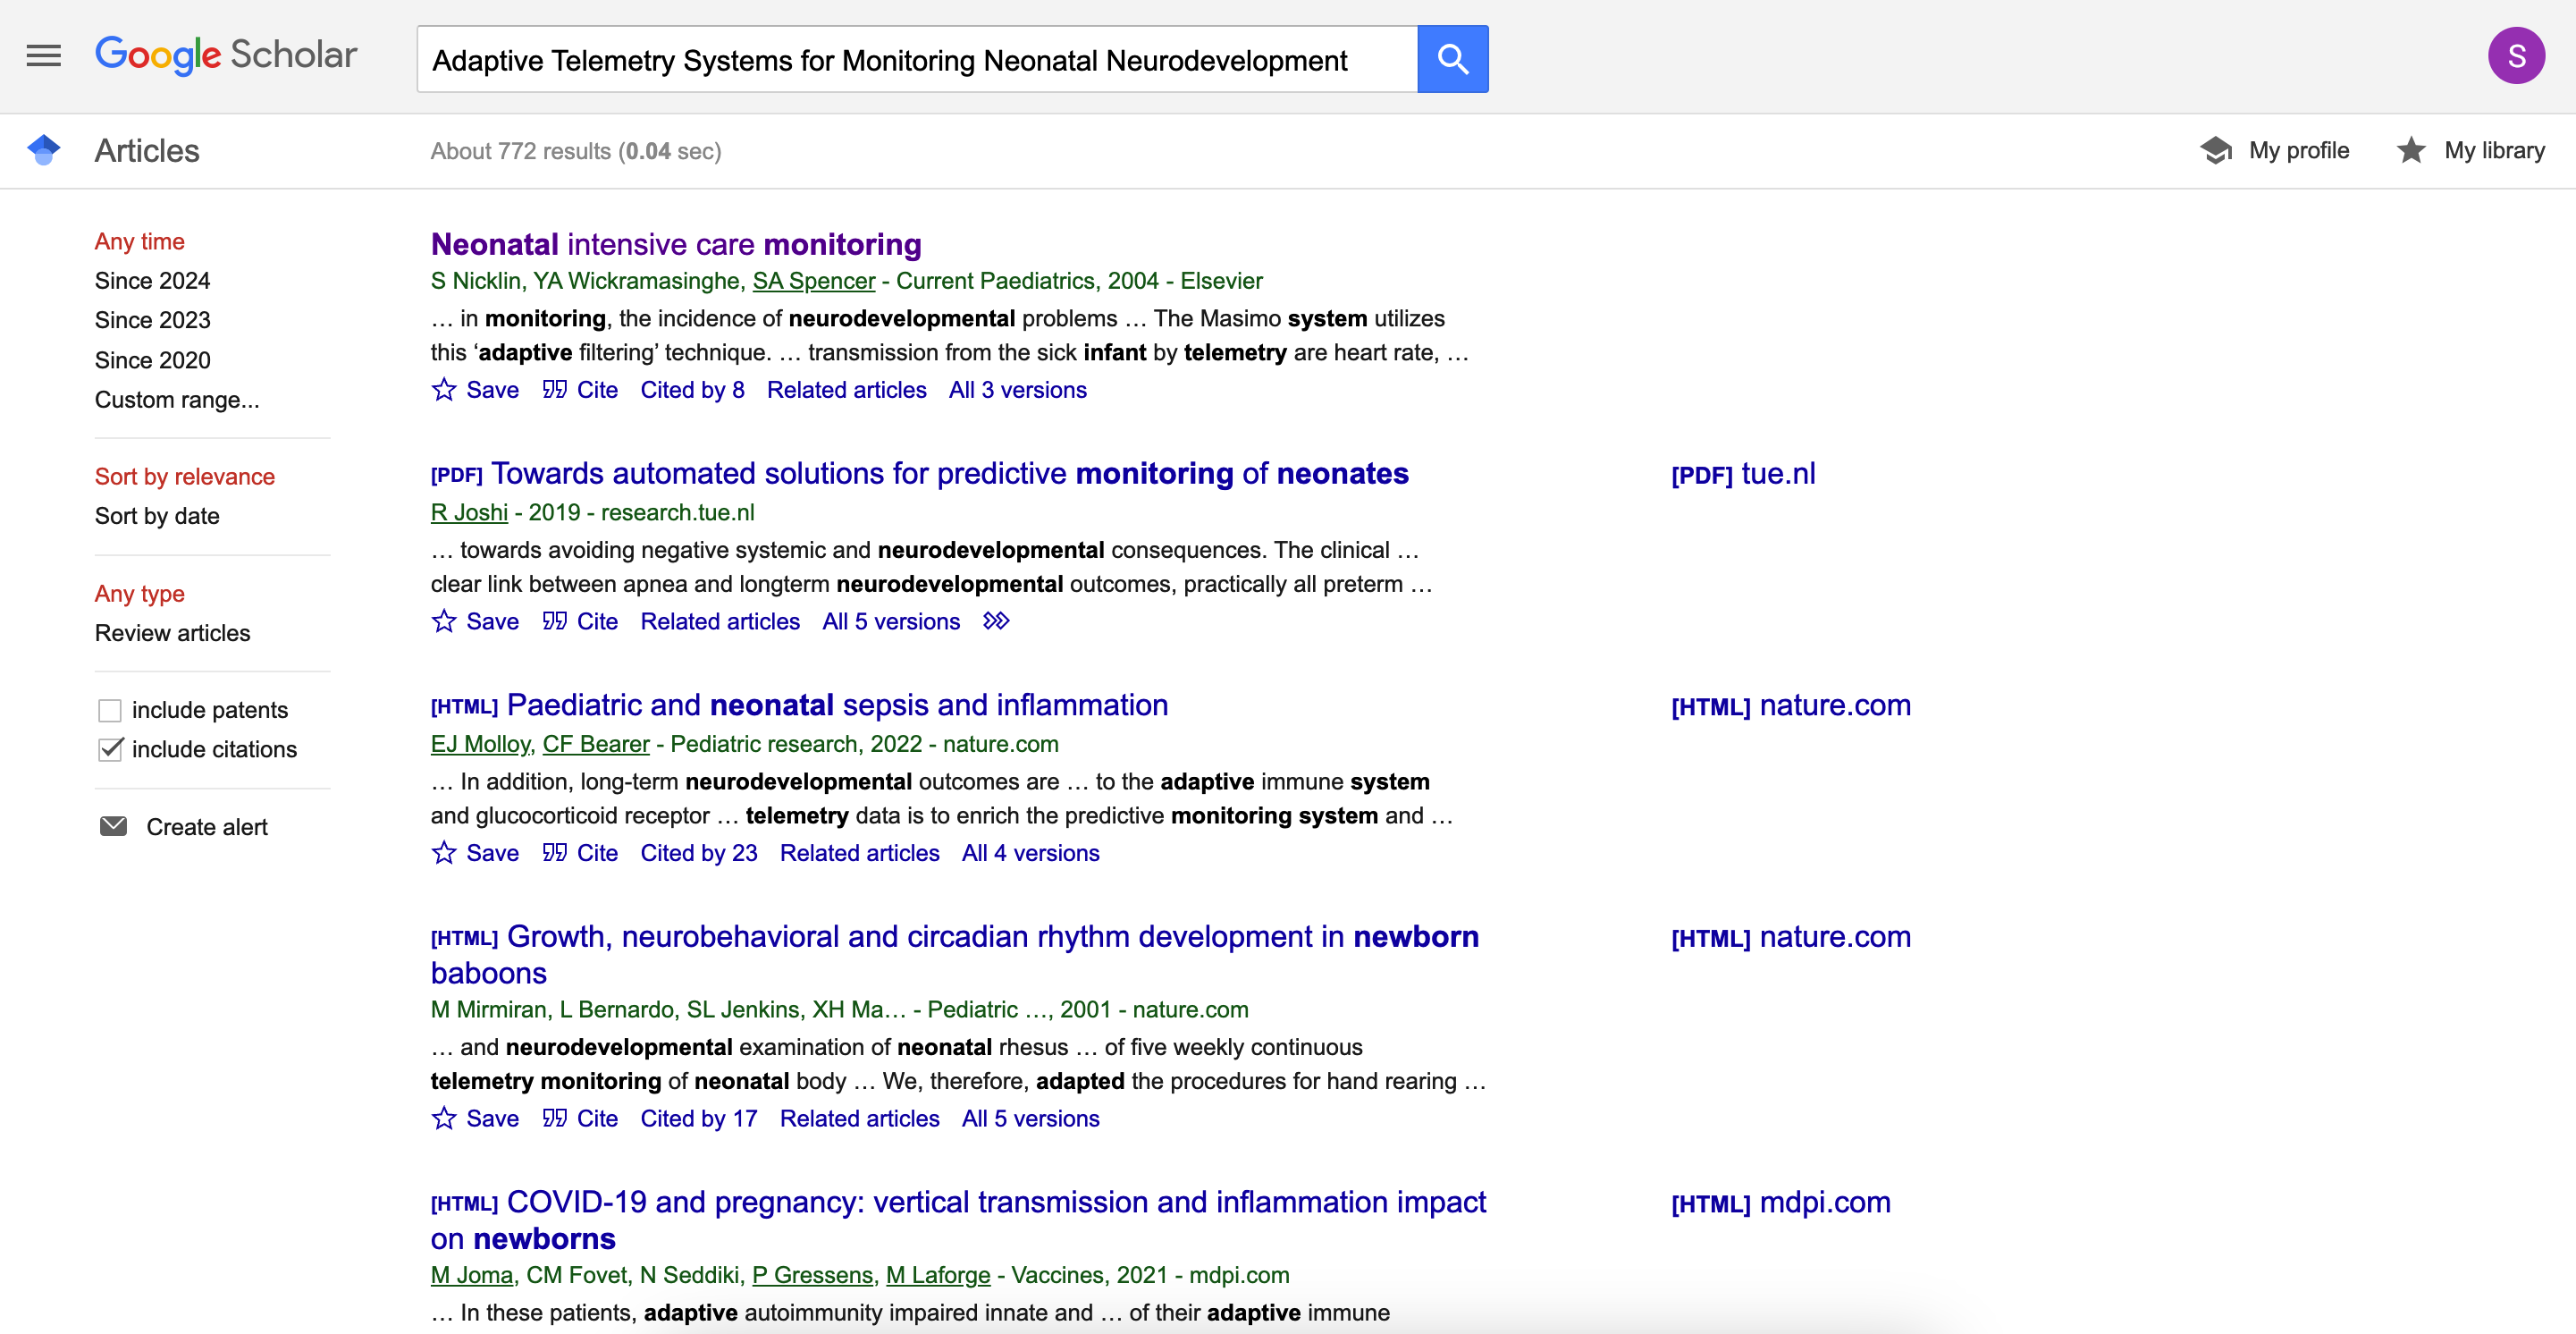 Google Scholar
Adaptive Telemetry Systems for Monitoring Neonatal Neurodevelopment
S
Articles
About 772 results (0.04 sec)
My profile
My library
Any time
Since 2024
Since 2023
Since 2020
Custom range...
Sort by relevance
Sort by date
Any type
Review articles
include patents
include citations
Create alert
Neonatal intensive care monitoring
S Nicklin, YA Wickramasinghe, SA Spencer - Current Paediatrics, 2004 - Elsevier
… in monitoring, the incidence of neurodevelopmental problems … The Masimo system utilizes
this ‘adaptive filtering’ technique. … transmission from the sick infant by telemetry are heart rate, …
Save Cite Cited by 8 Related articles All 3 versions
[PDF] Towards automated solutions for predictive monitoring of neonates
[PDF] tue.nl
R Joshi - 2019 - research.tue.nl
… towards avoiding negative systemic and neurodevelopmental consequences. The clinical …
clear link between apnea and longterm neurodevelopmental outcomes, practically all preterm …
Save Cite Related articles All 5 versions
[HTML] Paediatric and neonatal sepsis and inflammation
[HTML] nature.com
EJ Molloy, CF Bearer - Pediatric research, 2022 - nature.com
… In addition, long-term neurodevelopmental outcomes are … to the adaptive immune system
and glucocorticoid receptor … telemetry data is to enrich the predictive monitoring system and …
Save Cite Cited by 23 Related articles All 4 versions
[HTML] Growth, neurobehavioral and circadian rhythm development in newborn
baboons
[HTML] nature.com
M Mirmiran, L Bernardo, SL Jenkins, XH Ma… - Pediatric …, 2001 - nature.com
… and neurodevelopmental examination of neonatal rhesus … of five weekly continuous
telemetry monitoring of neonatal body … We, therefore, adapted the procedures for hand rearing …
Save Cite Cited by 17 Related articles All 5 versions
[HTML] COVID-19 and pregnancy: vertical transmission and inflammation impact
on newborns
[HTML] mdpi.com
M Joma, CM Fovet, N Seddiki, P Gressens, M Laforge - Vaccines, 2021 - mdpi.com
… In these patients, adaptive autoimmunity impaired innate and … of their adaptive immune